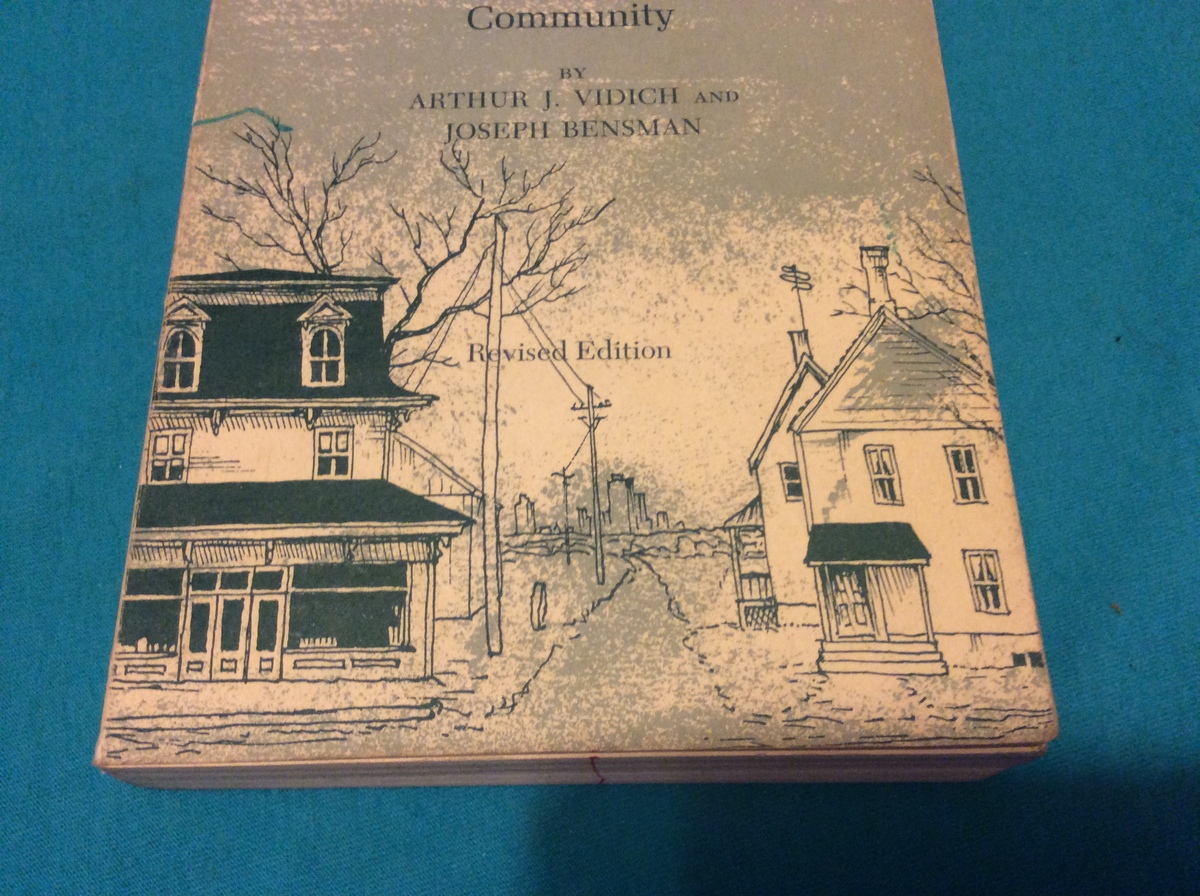 Community
BY
ARTHUR J. VIDICH AND
JOSEPH BENSMAN
Revised Edition